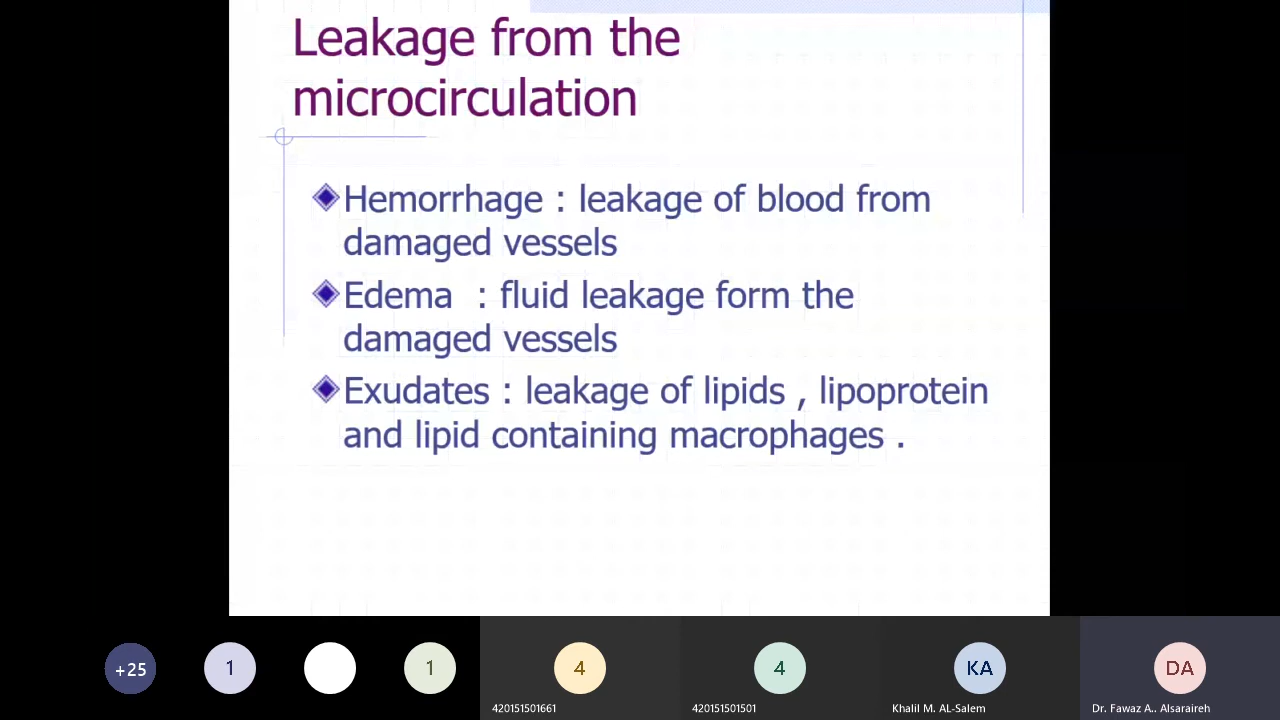 Leakage from the
microcirculation
Hemorrhage : leakage of blood from
damaged vessels
Edema : fluid leakage form the
damaged vessels
Exudates : leakage of lipids , lipoprotein
and lipid containing macrophages .
+25
1
1
4
4
KA
DA
420151501661
420151501501
Khalil M. AL-Salem
Dr. Fawaz A.. Alsaraireh